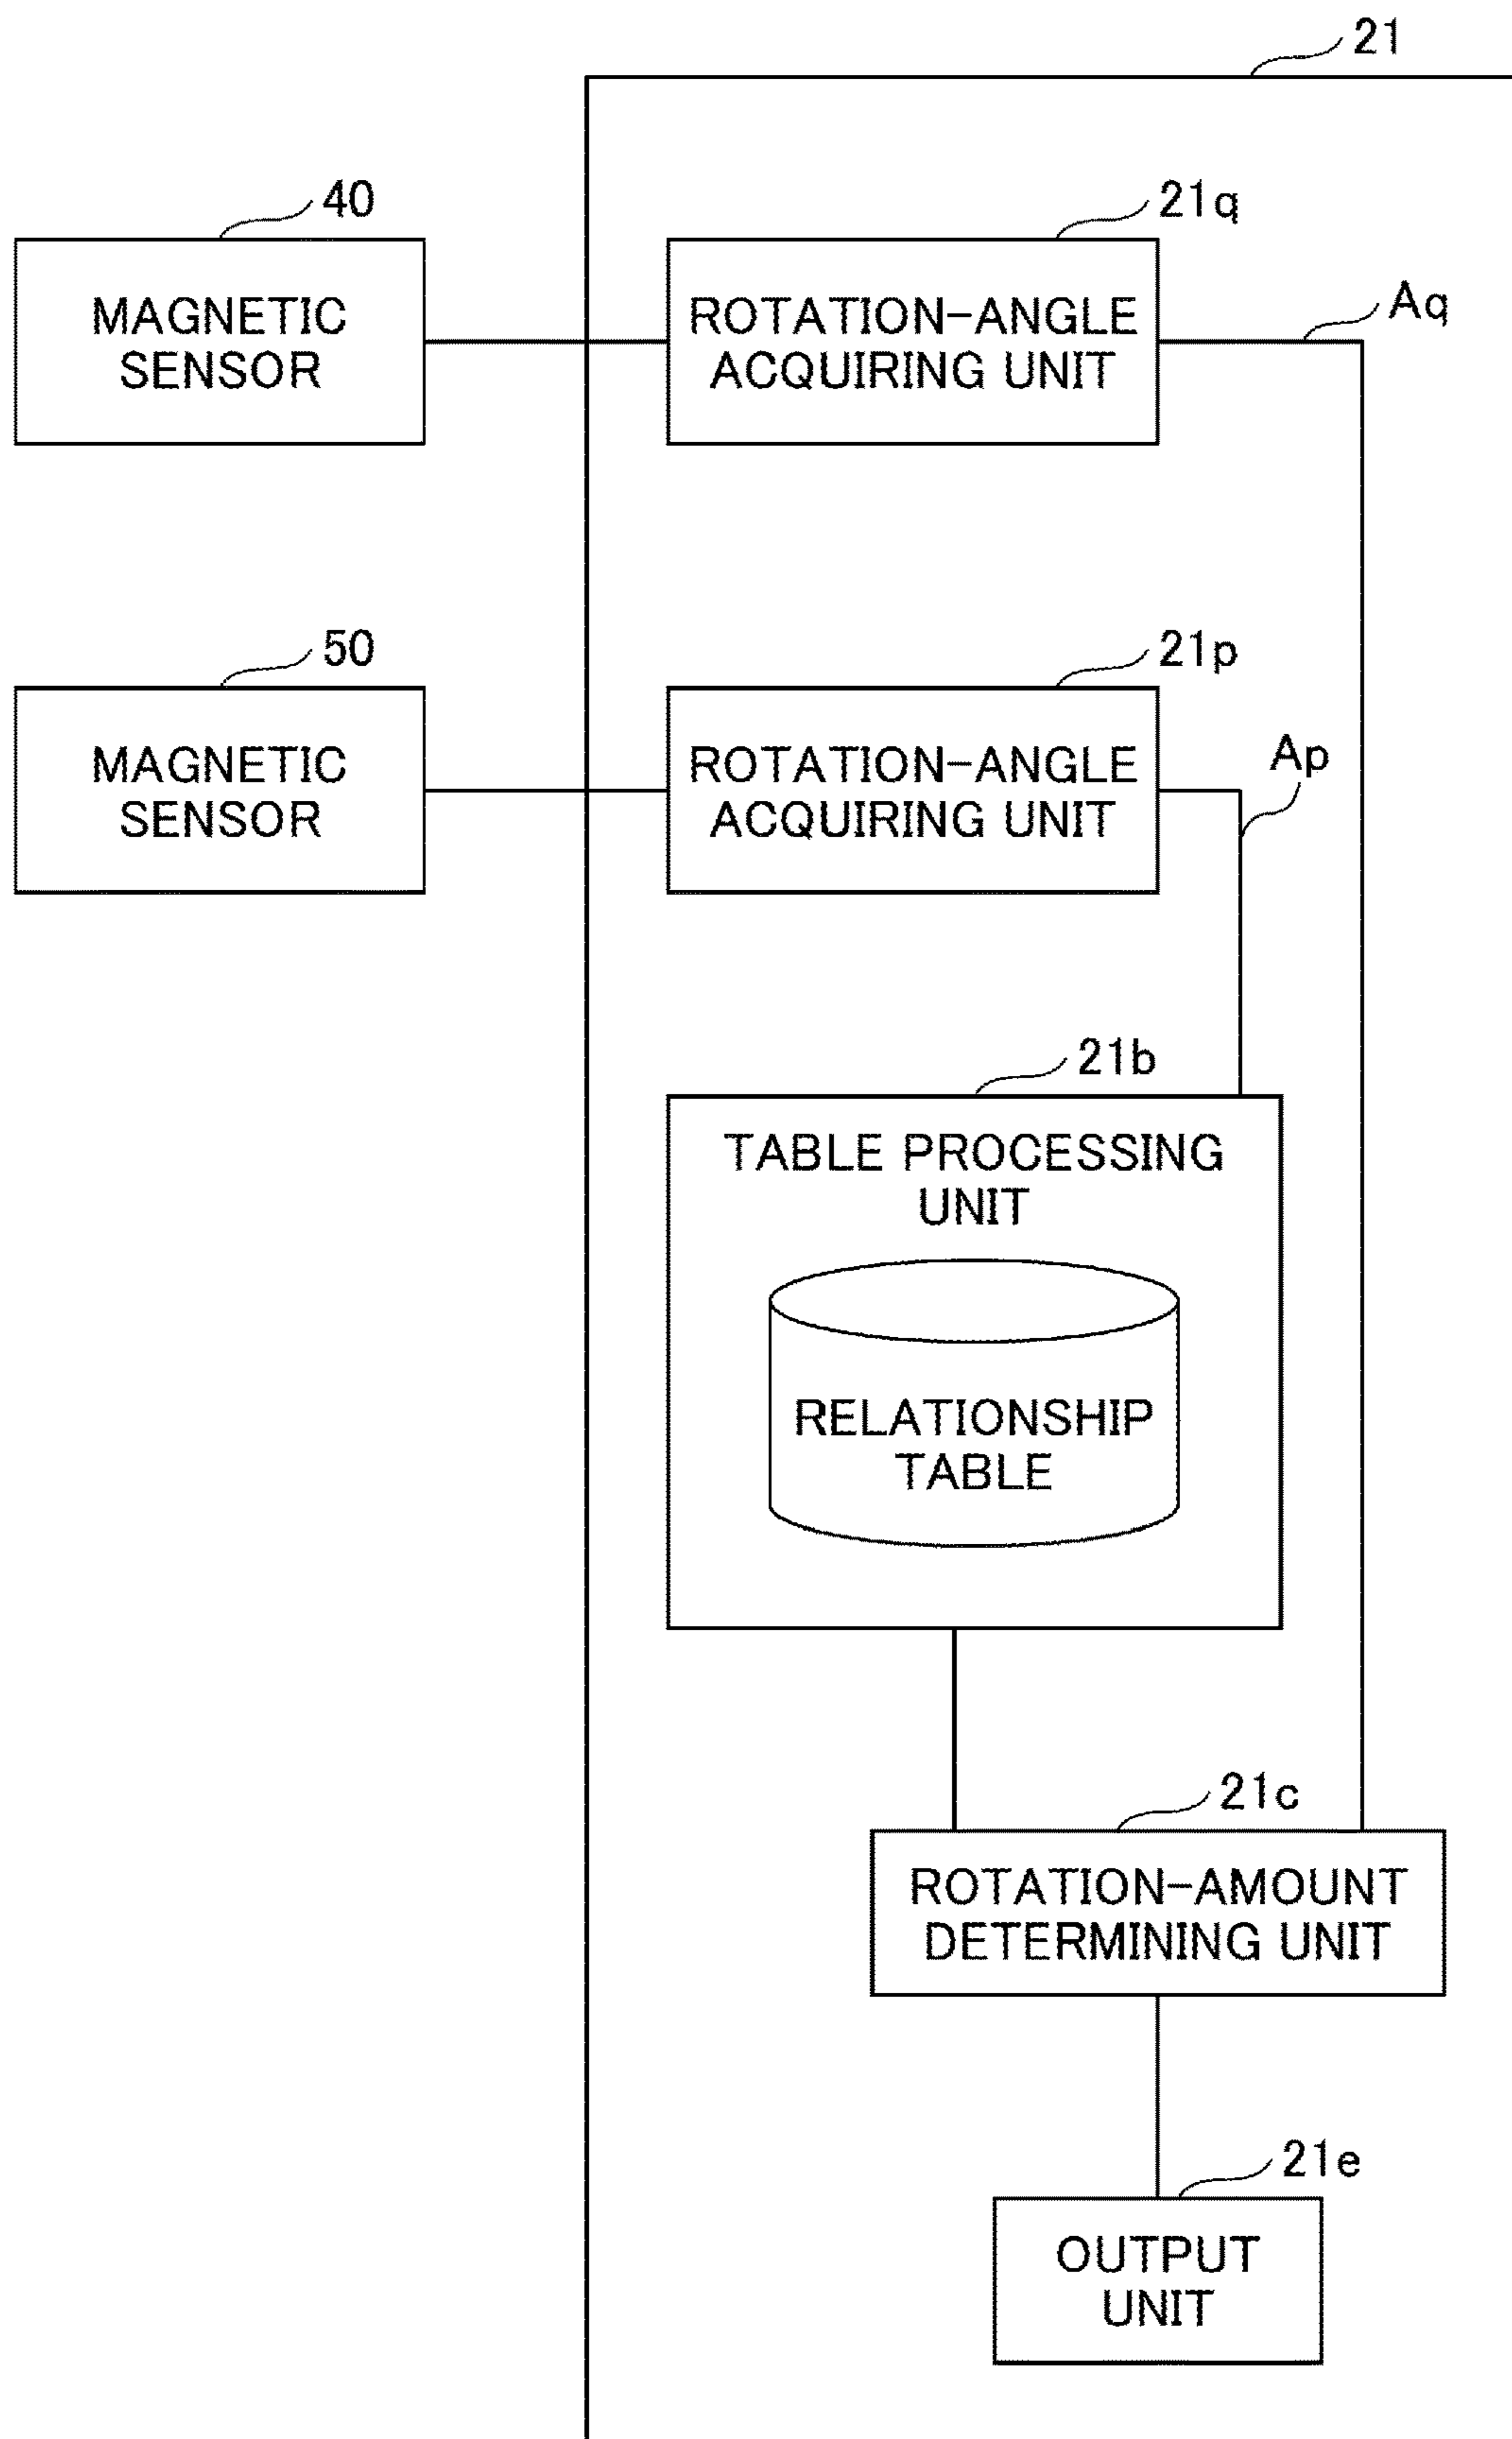 21
40
21q
MAGNETIC
SENSOR
ROTATION-ANGLE
ACQUIRING UNIT
Aq
50
21p
MAGNETIC
SENSOR
ROTATION-ANGLE
ACQUIRING UNIT
Ap
21b
TABLE PROCESSING
UNIT
RELATIONSHIP
TABLE
21c
ROTATION-AMOUNT
DETERMINING UNIT
21e
OUTPUT
UNIT